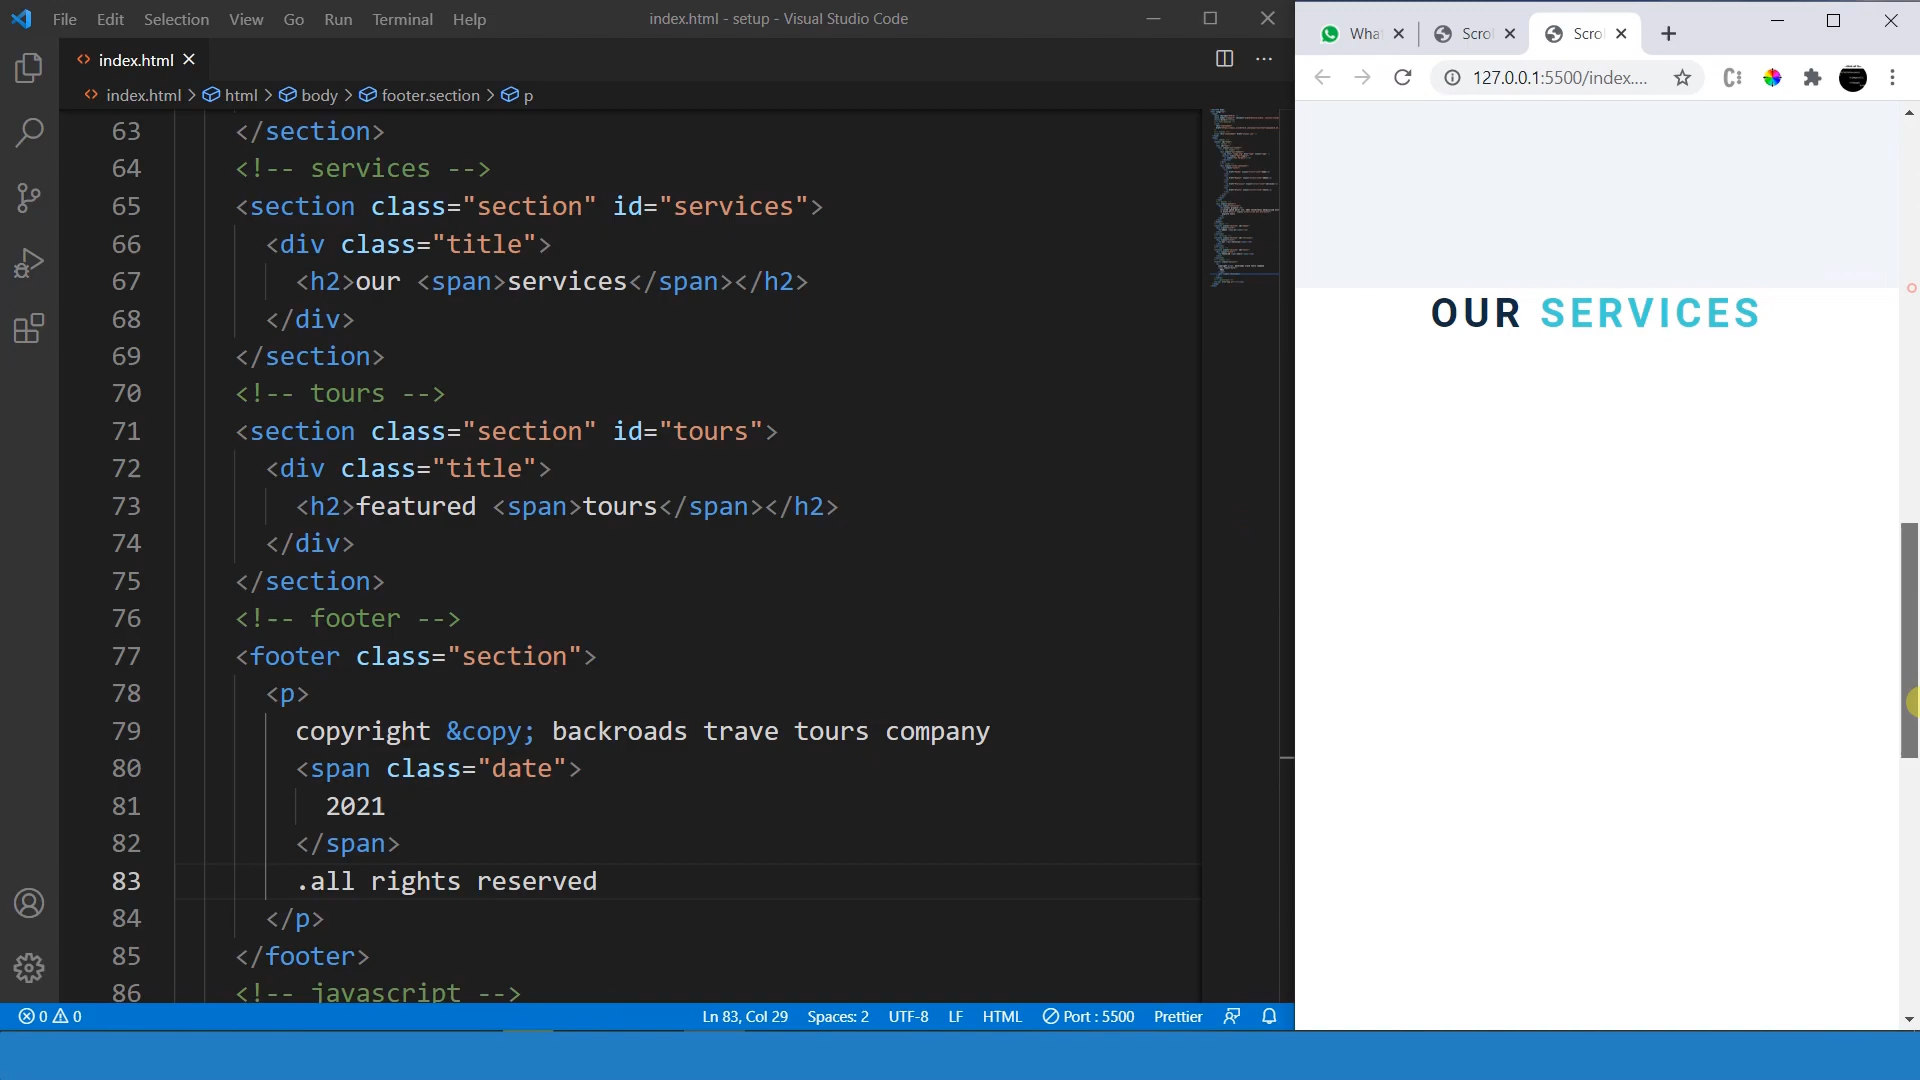 File Edit Selection View Go Run Terminal Help
index.html - setup - Visual Studio Code
index.html
index.html > html > body > footer.section > p
63 </section>
64 <!-- services -->
65 <section class="section" id="services">
66 <div class="title">
67 <h2>our <span>services</span></h2>
68 </div>
69 </section>
70 <!-- tours -->
71 <section class="section" id="tours">
72 <div class="title">
73 <h2>featured <span>tours</span></h2>
74 </div>
75 </section>
76 <!-- footer -->
77 <footer class="section">
78 <p>
79 copyright &copy; backroads trave tours company
80 <span class="date">
81 2021
82 </span>
83 .all rights reserved
84 </p>
85 </footer>
86 <!-- javascript -->
0 0
Ln 83, Col 29 Spaces: 2 UTF-8 LF HTML Port : 5500 Prettier
What Scrol Scrol
127.0.0.1:5500/index....
OUR SERVICES